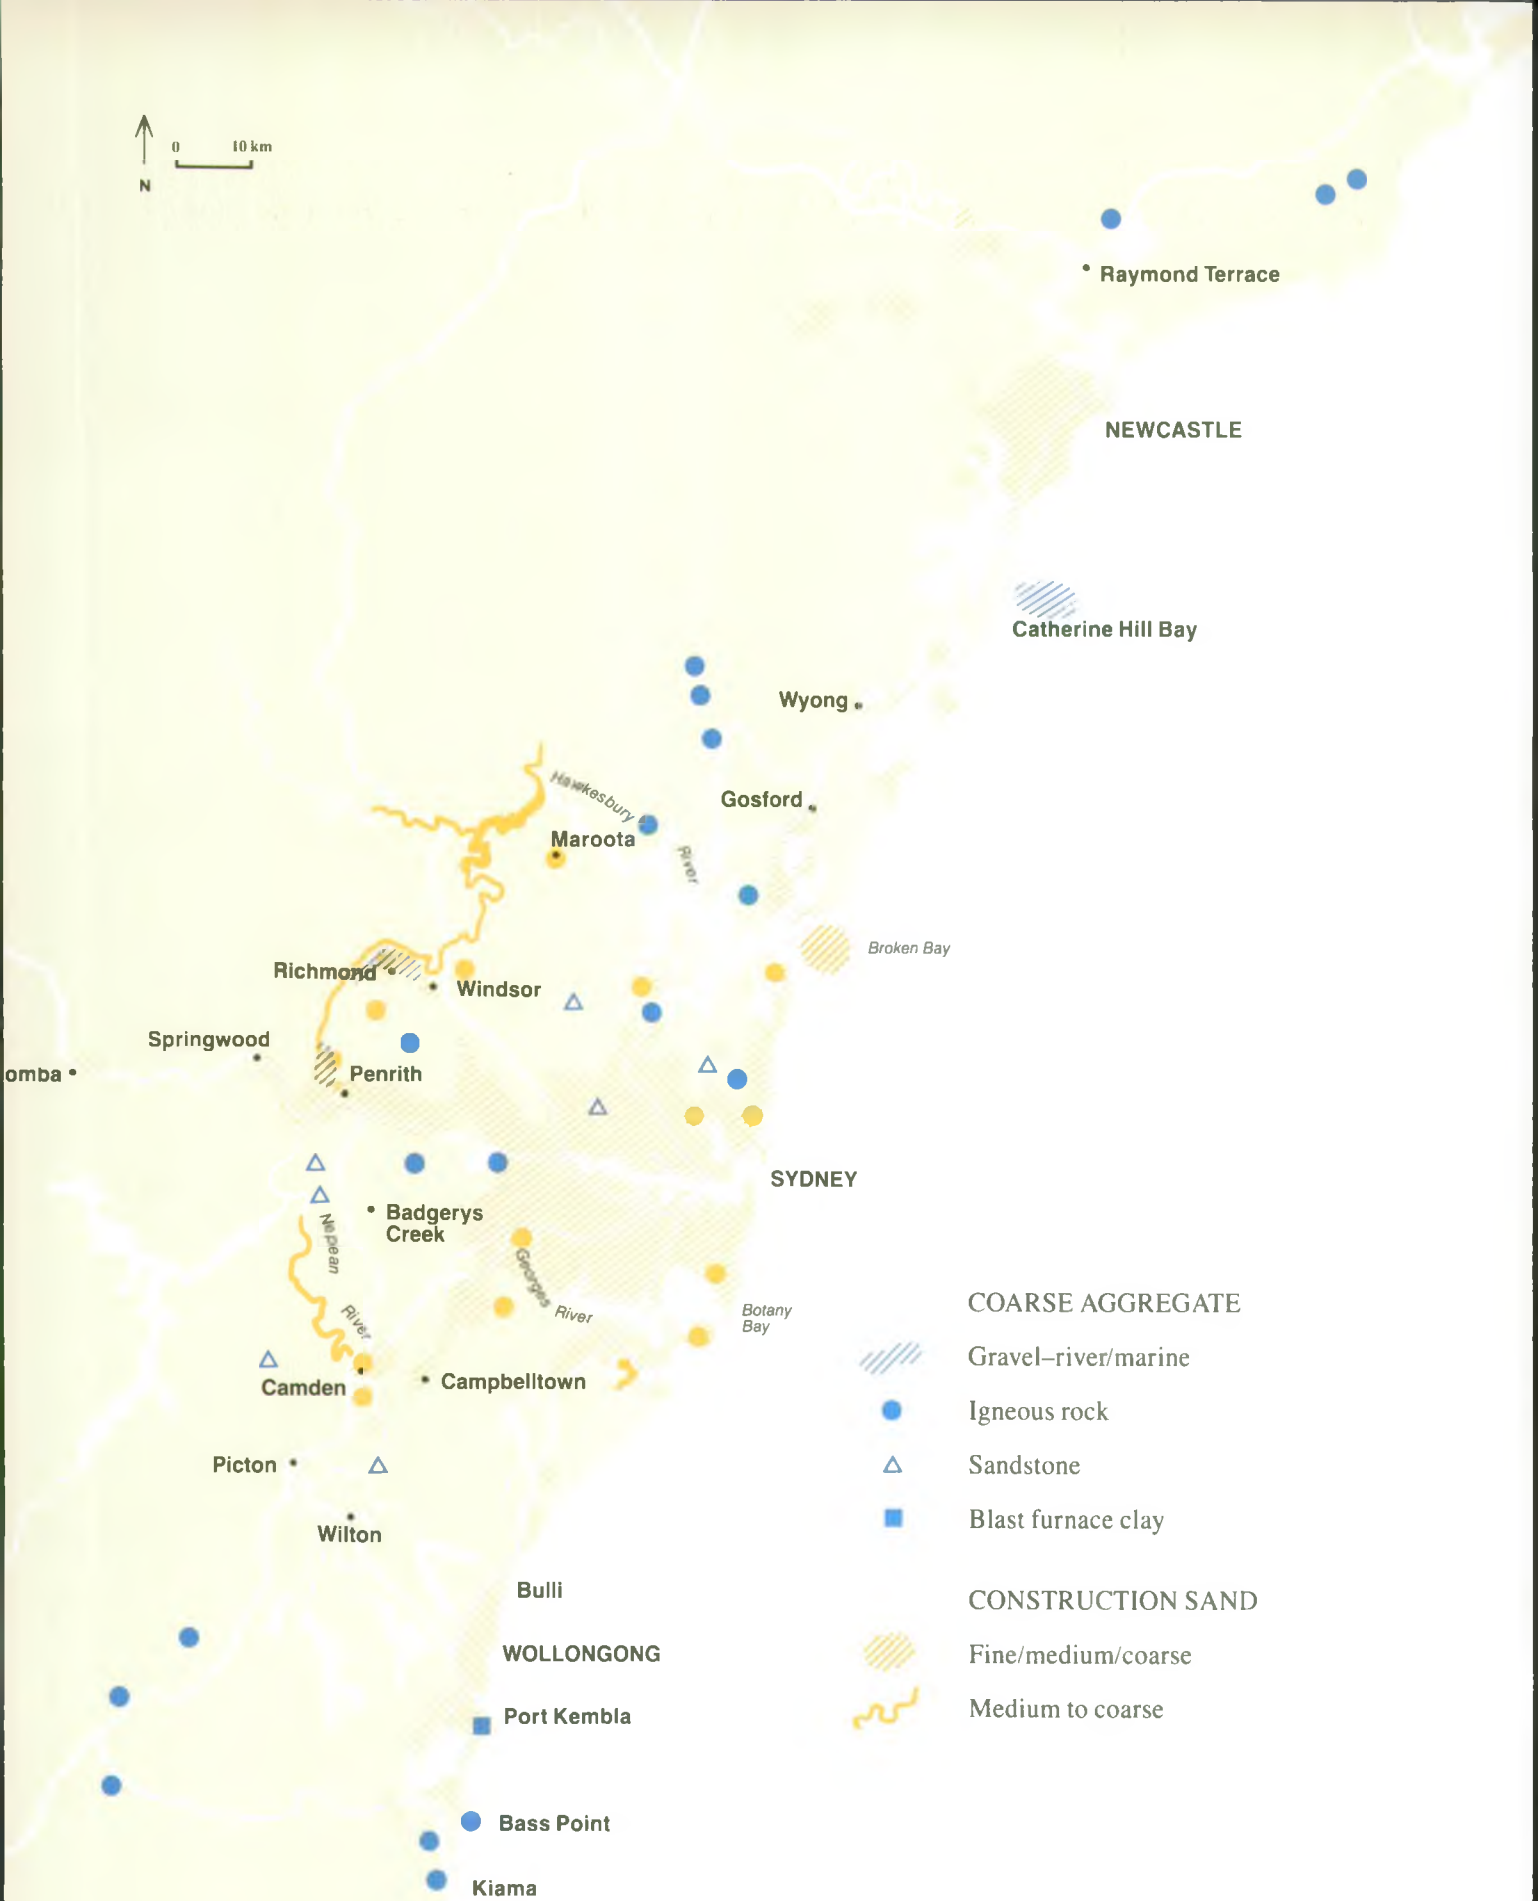 0 10 km
N
Raymond Terrace
NEWCASTLE
Catherine Hill Bay
Wyong
Hawkesbury
Gosford
Maroota
River
Broken Bay
Richmond
Windsor
Springwood
omba
Penrith
SYDNEY
Badgerys
Creek
Nepean
River
Georges
River
Botany
Bay
Camden
Campbelltown
Picton
Wilton
Bulli
WOLLONGONG
Port Kembla
Bass Point
Kiama
COARSE AGGREGATE
Gravel–river/marine
Igneous rock
Sandstone
Blast furnace clay
CONSTRUCTION SAND
Fine/medium/coarse
Medium to coarse